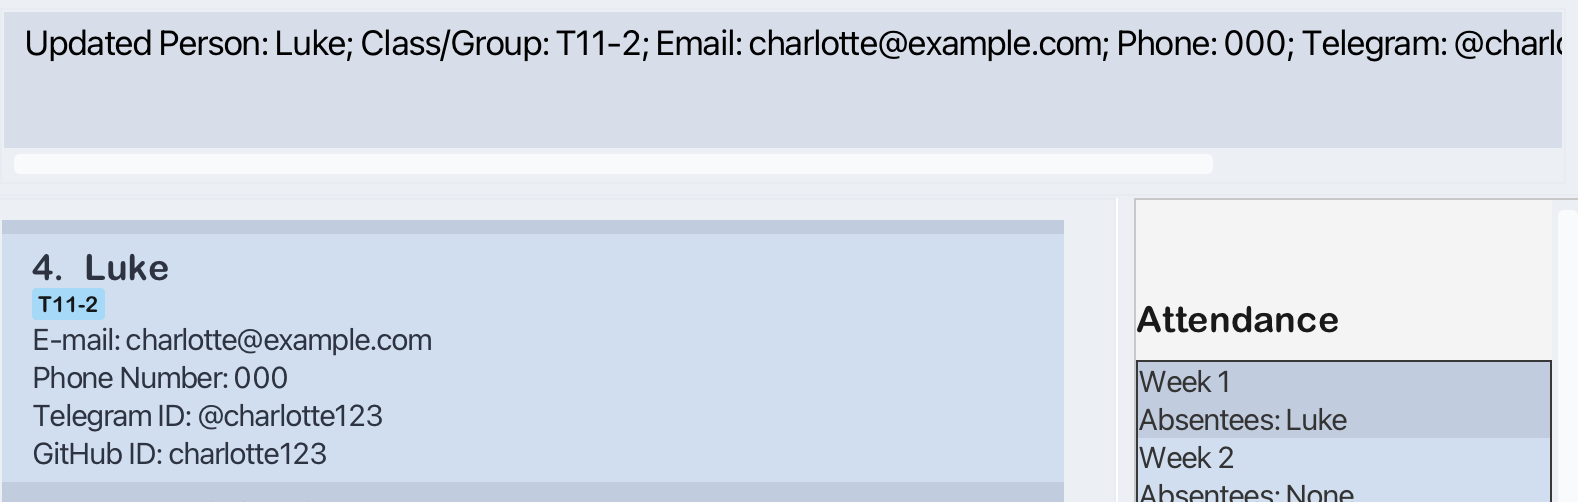 Updated Person: Luke; Class/Group: T11-2; Email: charlotte@example.com; Phone: 000; Telegram: @charlo
4. Luke
T11-2
E-mail: charlotte@example.com
Phone Number: 000
Telegram ID: @charlotte123
GitHub ID: charlotte123
Attendance
Week 1
Absentees: Luke
Week 2
Absentees: None